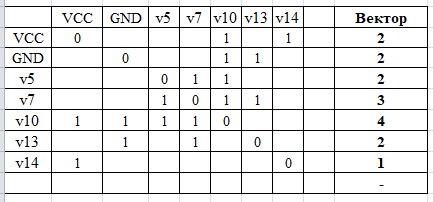 VCC GND v5 v7 v10 v13 v14 Вектор
VCC 0 1 1 2
GND 0 1 1 2
v5 0 1 1 2
v7 1 0 1 1 3
v10 1 1 1 1 0 4
v13 1 1 0 2
v14 1 0 1
-